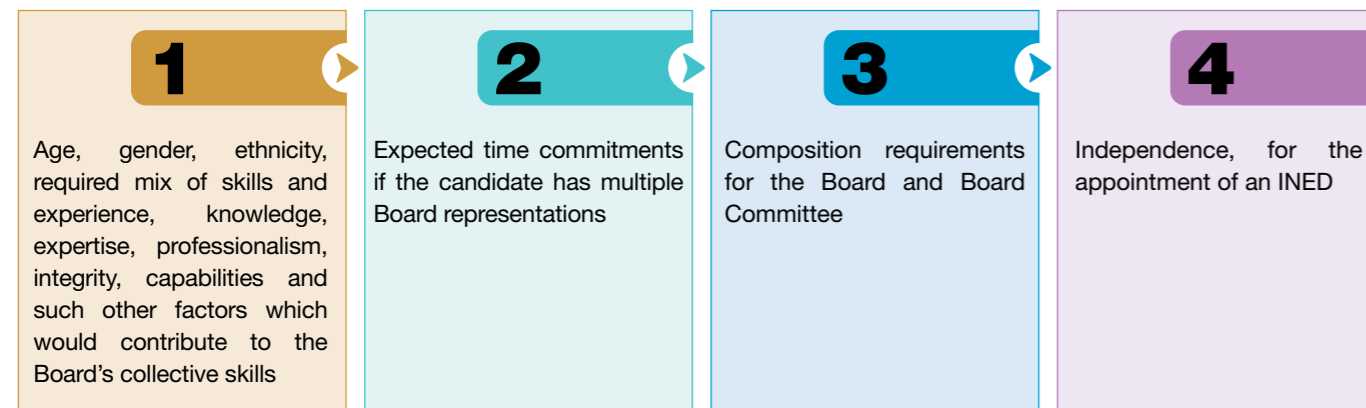 1
Age, gender, ethnicity,
required mix of skills and
experience, knowledge,
expertise, professionalism,
integrity, capabilities and
such other factors which
would contribute to the
Board’s collective skills
2
Expected time commitments
if the candidate has multiple
Board representations
3
Composition requirements
for the Board and Board
Committee
4
Independence, for the
appointment of an INED